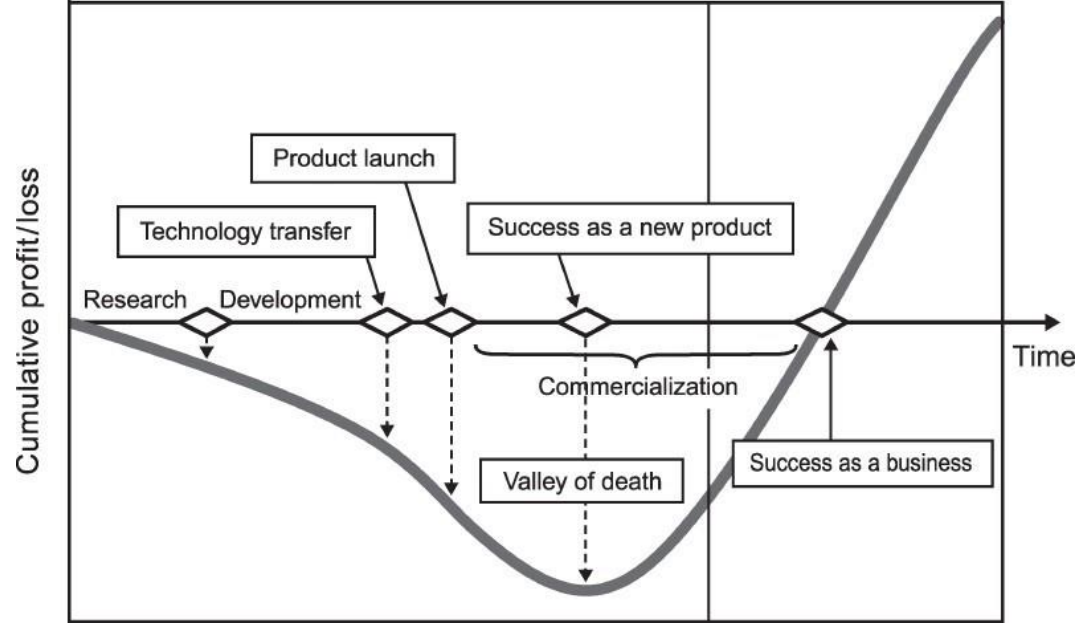 Cumulative profit/loss
Product launch
Technology transfer
Success as a new product
Research
Development
Time
Commercialization
Valley of death
Success as a business